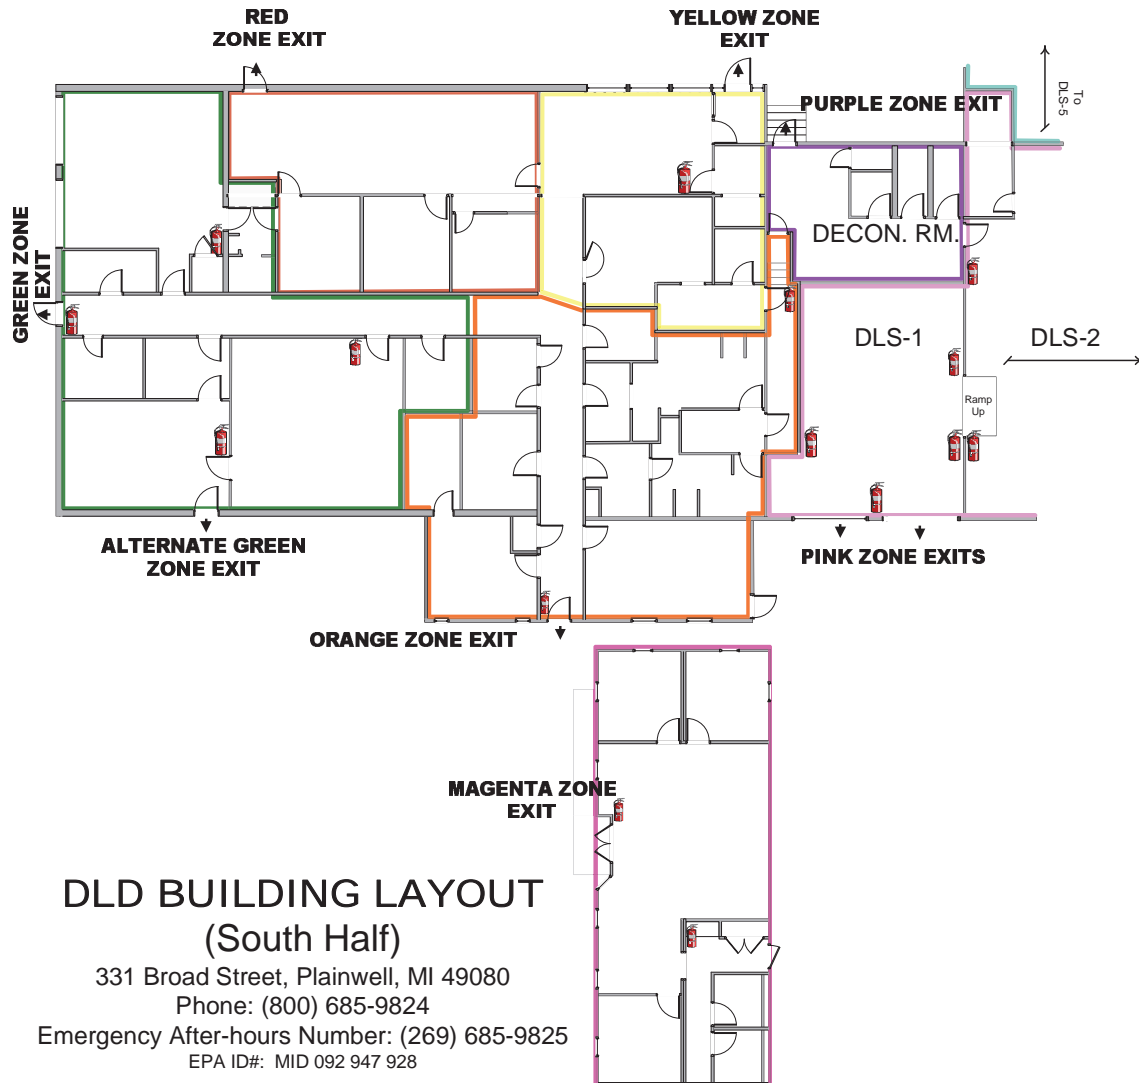 RED
ZONE EXIT
YELLOW ZONE
EXIT
PURPLE ZONE EXIT
To
DLS-5
GREEN ZONE
EXIT
DECON. RM.
DLS-1
DLS-2
Ramp
Up
ALTERNATE GREEN
ZONE EXIT
PINK ZONE EXITS
ORANGE ZONE EXIT
MAGENTA ZONE
EXIT
DLD BUILDING LAYOUT
(South Half)
331 Broad Street, Plainwell, MI 49080
Phone: (800) 685-9824
Emergency After-hours Number: (269) 685-9825
EPA ID#: MID 092 947 928